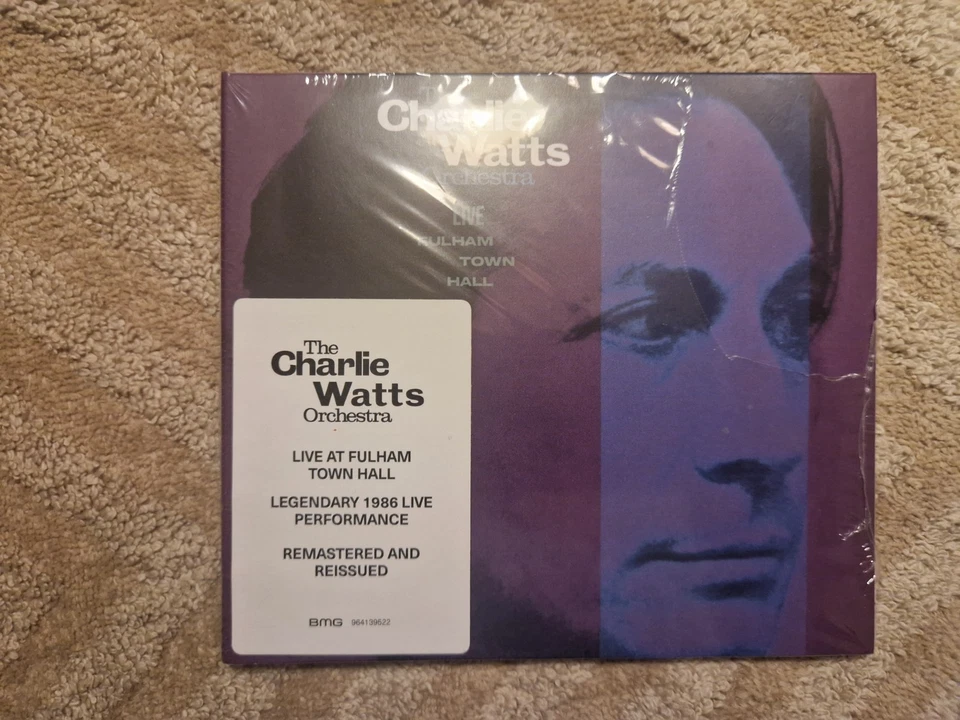 The
Charlie
Watts
Orchestra
LIVE
FULHAM
TOWN
HALL
The
Charlie
Watts
Orchestra
LIVE AT FULHAM
TOWN HALL
LEGENDARY 1986 LIVE
PERFORMANCE
REMASTERED AND
REISSUED
BMG 964139522